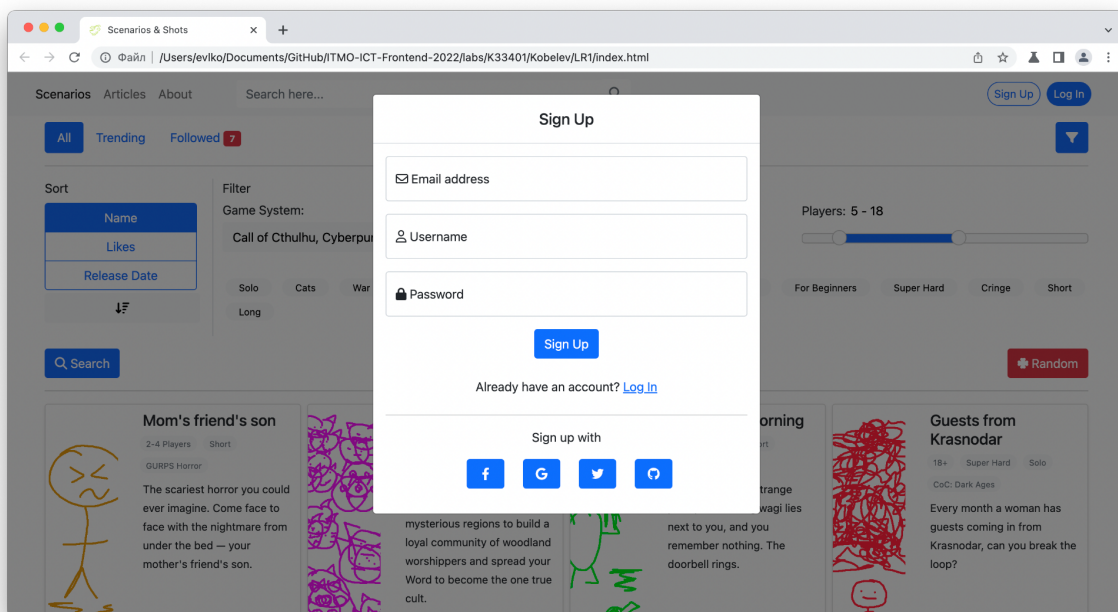 Scenarios & Shots
Файл | /Users/evlko/Documents/GitHub/ITMO-ICT-Frontend-2022/labs/K33401/Kobelev/LR1/index.html
Scenarios Articles About Search here... Sign Up Log In
All Trending Followed 7
Sort
Name
Likes
Release Date
Filter
Game System:
Call of Cthulhu, Cyberpu
Players: 5 - 18
Solo Cats War For Beginners Super Hard Cringe Short
Long
Search Random
Sign Up
Email address
Username
Password
Sign Up
Already have an account? Log In
Sign up with
Mom's friend's son
2-4 Players Short
GURPS Horror
The scariest horror you could
ever imagine. Come face to
face with the nightmare from
under the bed — your
mother's friend's son.
mysterious regions to build a
loyal community of woodland
worshippers and spread your
Word to become the one true
cult.
next to you, and you
remember nothing. The
doorbell rings.
Guests from
Krasnodar
18+ Super Hard Solo
CoC: Dark Ages
Every month a woman has
guests coming in from
Krasnodar, can you break the
loop?